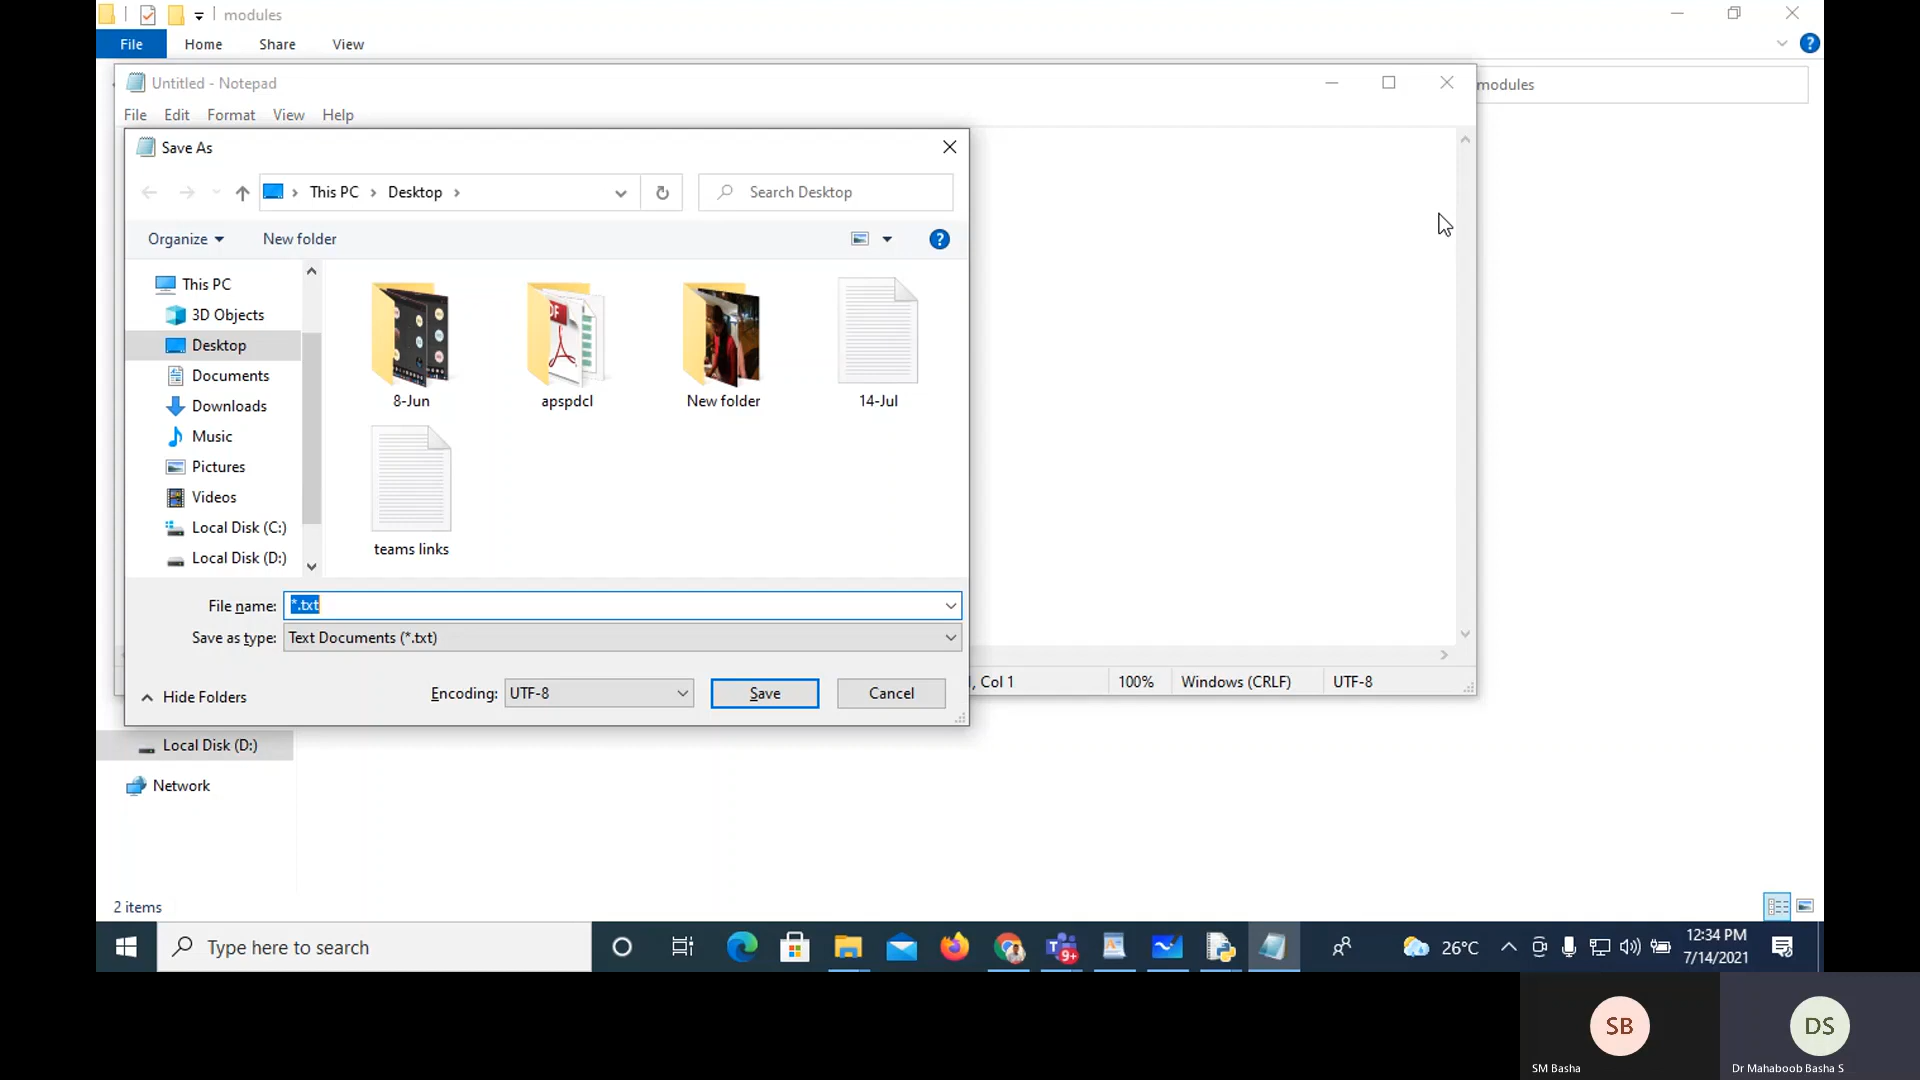 modules
File Home Share View
Untitled - Notepad
modules
File Edit Format View Help
Save As
This PC Desktop
Search Desktop
Organize New folder
This PC
3D Objects
Desktop
Documents
Downloads
Music
Pictures
Videos
Local Disk (C:)
Local Disk (D:)
8-Jun apspdcl New folder 14-Jul
teams links
File name: *.txt
Save as type: Text Documents (*.txt)
Hide Folders Encoding: UTF-8 Save Cancel
, Col 1 100% Windows (CRLF) UTF-8
Local Disk (D:)
Network
2 items
Type here to search
9+
26°C
12:34 PM
7/14/2021
SB DS
SM Basha Dr Mahaboob Basha S